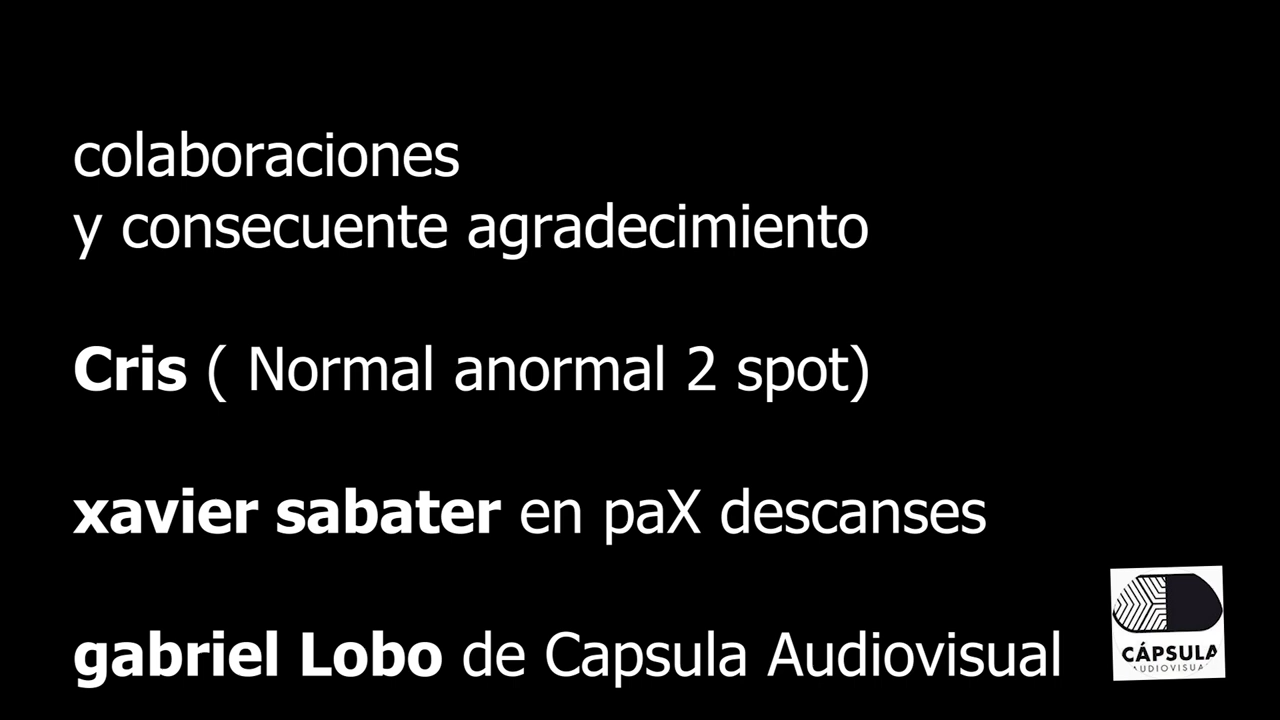 colaboraciones
y consecuente agradecimiento
Cris ( Normal anormal 2 spot)
xavier sabater en paX descanses
gabriel Lobo de Capsula Audiovisual
CÁPSULA
UDIOVISUA